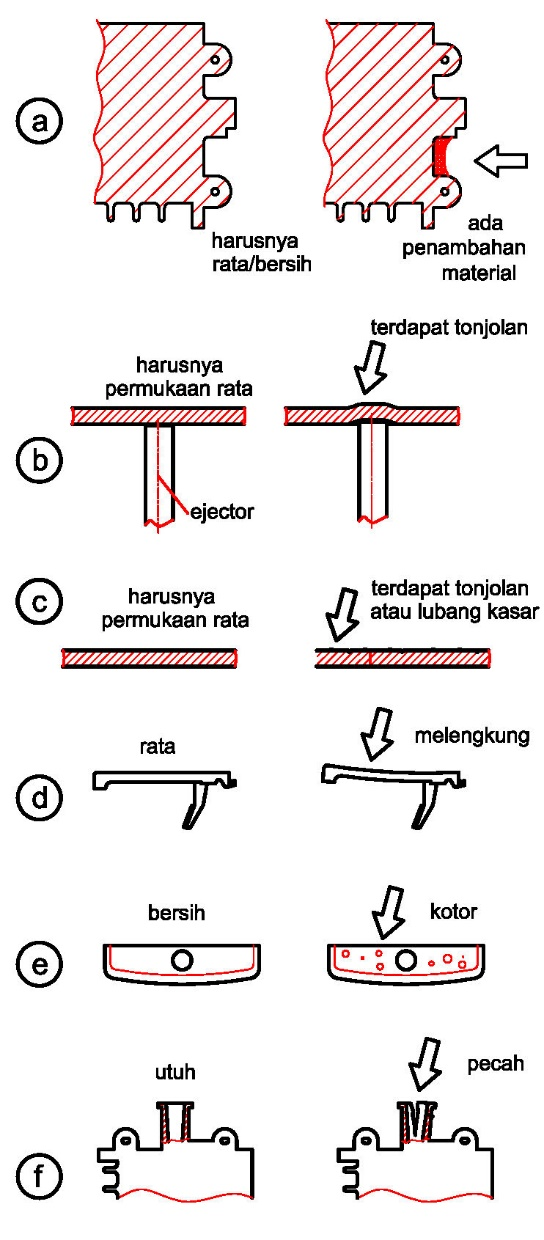 a
harusnya
rata/bersih
ada
penambahan
material
terdapat tonjolan
harusnya
permukaan rata
b
ejector
c
harusnya
permukaan rata
terdapat tonjolan
atau lubang kasar
rata
melengkung
d
bersih
kotor
e
utuh
pecah
f